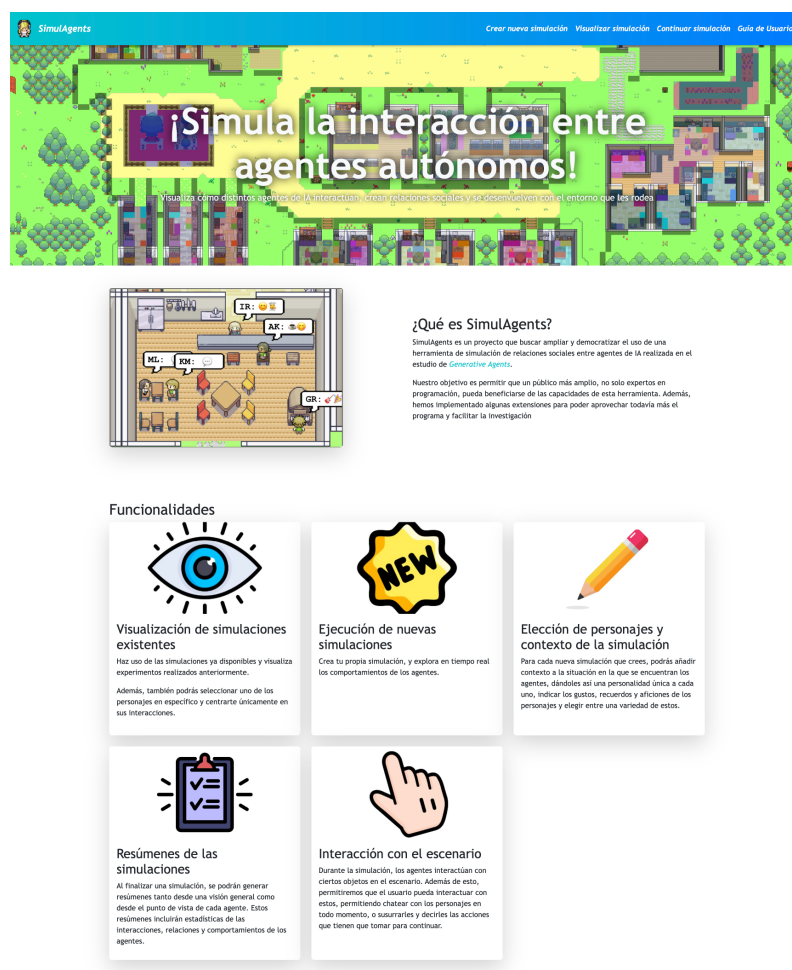 SimulAgents
Crear nueva simulación Visualizar simulación Continuar simulación Guía de Usuario
¡Simula la interacción entre
agentes autónomos!
Visualiza cómo distintos agentes de IA interactúan, crean relaciones sociales y se desenvuelven con el entorno que les rodea
IR:
AK:
ML:
KM:
GR:
¿Qué es SimulAgents?
SimulAgents es un proyecto que buscar ampliar y democratizar el uso de una
herramienta de simulación de relaciones sociales entre agentes de IA realizada en el
estudio de Generative Agents.
Nuestro objetivo es permitir que un público más amplio, no solo expertos en
programación, pueda beneficiarse de las capacidades de esta herramienta. Además,
hemos implementado algunas extensiones para poder aprovechar todavía más el
programa y facilitar la investigación
Funcionalidades
NEW
Visualización de simulaciones
existentes
Haz uso de las simulaciones ya disponibles y visualiza
experimentos realizados anteriormente.
Además, también podrás seleccionar uno de los
personajes en específico y centrarte únicamente en
sus interacciones.
Ejecución de nuevas
simulaciones
Crea tu propia simulación, y explora en tiempo real
los comportamientos de los agentes.
Elección de personajes y
contexto de la simulación
Para cada nueva simulación que crees, podrás añadir
contexto a la situación en la que se encuentran los
agentes, dándoles así una personalidad única a cada
uno, indicar los gustos, recuerdos y aficiones de los
personajes y elegir entre una variedad de estos.
Resúmenes de las
simulaciones
Al finalizar una simulación, se podrán generar
resúmenes tanto desde una visión general como
desde el punto de vista de cada agente. Estos
resúmenes incluirán estadísticas de las
interacciones, relaciones y comportamientos de los
agentes.
Interacción con el escenario
Durante la simulación, los agentes interactúan con
ciertos objetos en el escenario. Además de esto,
permitiremos que el usuario pueda interactuar con
estos, permitiendo chatear con los personajes en
todo momento, o susurrarles y decirles las acciones
que tienen que tomar para continuar.